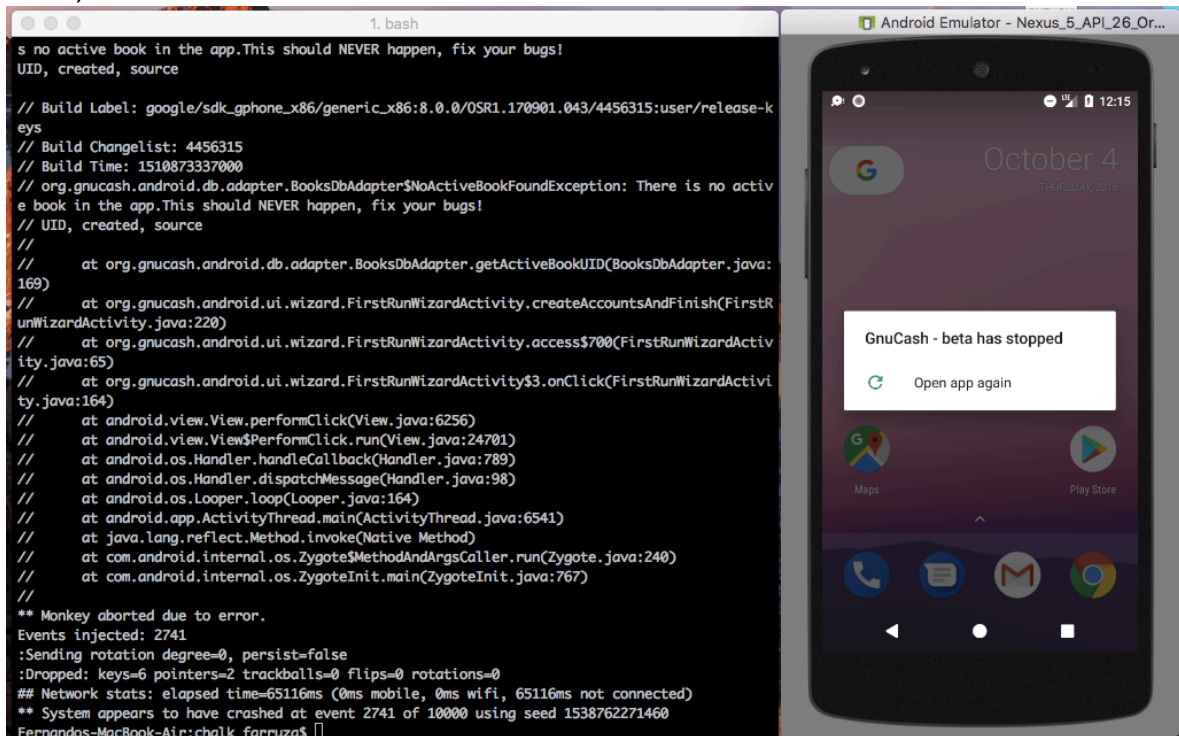 1. bash
s no active book in the app.This should NEVER happen, fix your bugs!
UID, created, source
// Build Label: google/sdk_gphone_x86/generic_x86:8.0.0/OSR1.170901.043/4456315:user/release-k
eys
// Build Changelist: 4456315
// Build Time: 1510873337000
// org.gnucash.android.db.adapter.BooksDbAdapter$NoActiveBookFoundException: There is no activ
e book in the app.This should NEVER happen, fix your bugs!
// UID, created, source
//
//      at org.gnucash.android.db.adapter.BooksDbAdapter.getActiveBookUID(BooksDbAdapter.java:
169)
//      at org.gnucash.android.ui.wizard.FirstRunWizardActivity.createAccountsAndFinish(FirstR
unWizardActivity.java:220)
//      at org.gnucash.android.ui.wizard.FirstRunWizardActivity.access$700(FirstRunWizardActiv
ity.java:65)
//      at org.gnucash.android.ui.wizard.FirstRunWizardActivity$3.onClick(FirstRunWizardActivi
ty.java:164)
//      at android.view.View.performClick(View.java:6256)
//      at android.view.View$PerformClick.run(View.java:24701)
//      at android.os.Handler.handleCallback(Handler.java:789)
//      at android.os.Handler.dispatchMessage(Handler.java:98)
//      at android.os.Looper.loop(Looper.java:164)
//      at android.app.ActivityThread.main(ActivityThread.java:6541)
//      at java.lang.reflect.Method.invoke(Native Method)
//      at com.android.internal.os.Zygote$MethodAndArgsCaller.run(Zygote.java:240)
//      at com.android.internal.os.ZygoteInit.main(ZygoteInit.java:767)
//
** Monkey aborted due to error.
Events injected: 2741
:Sending rotation degree=0, persist=false
:Dropped: keys=6 pointers=2 trackballs=0 flips=0 rotations=0
## Network stats: elapsed time=65116ms (0ms mobile, 0ms wifi, 65116ms not connected)
** System appears to have crashed at event 2741 of 10000 using seed 1538762271460
Fernandos-MacBook-Air:chalk farruza$
Android Emulator - Nexus_5_API_26_Or...
LTE 12:15
G
October 4
THURSDAY, 2018
GnuCash - beta has stopped
Open app again
G
Maps
Play Store